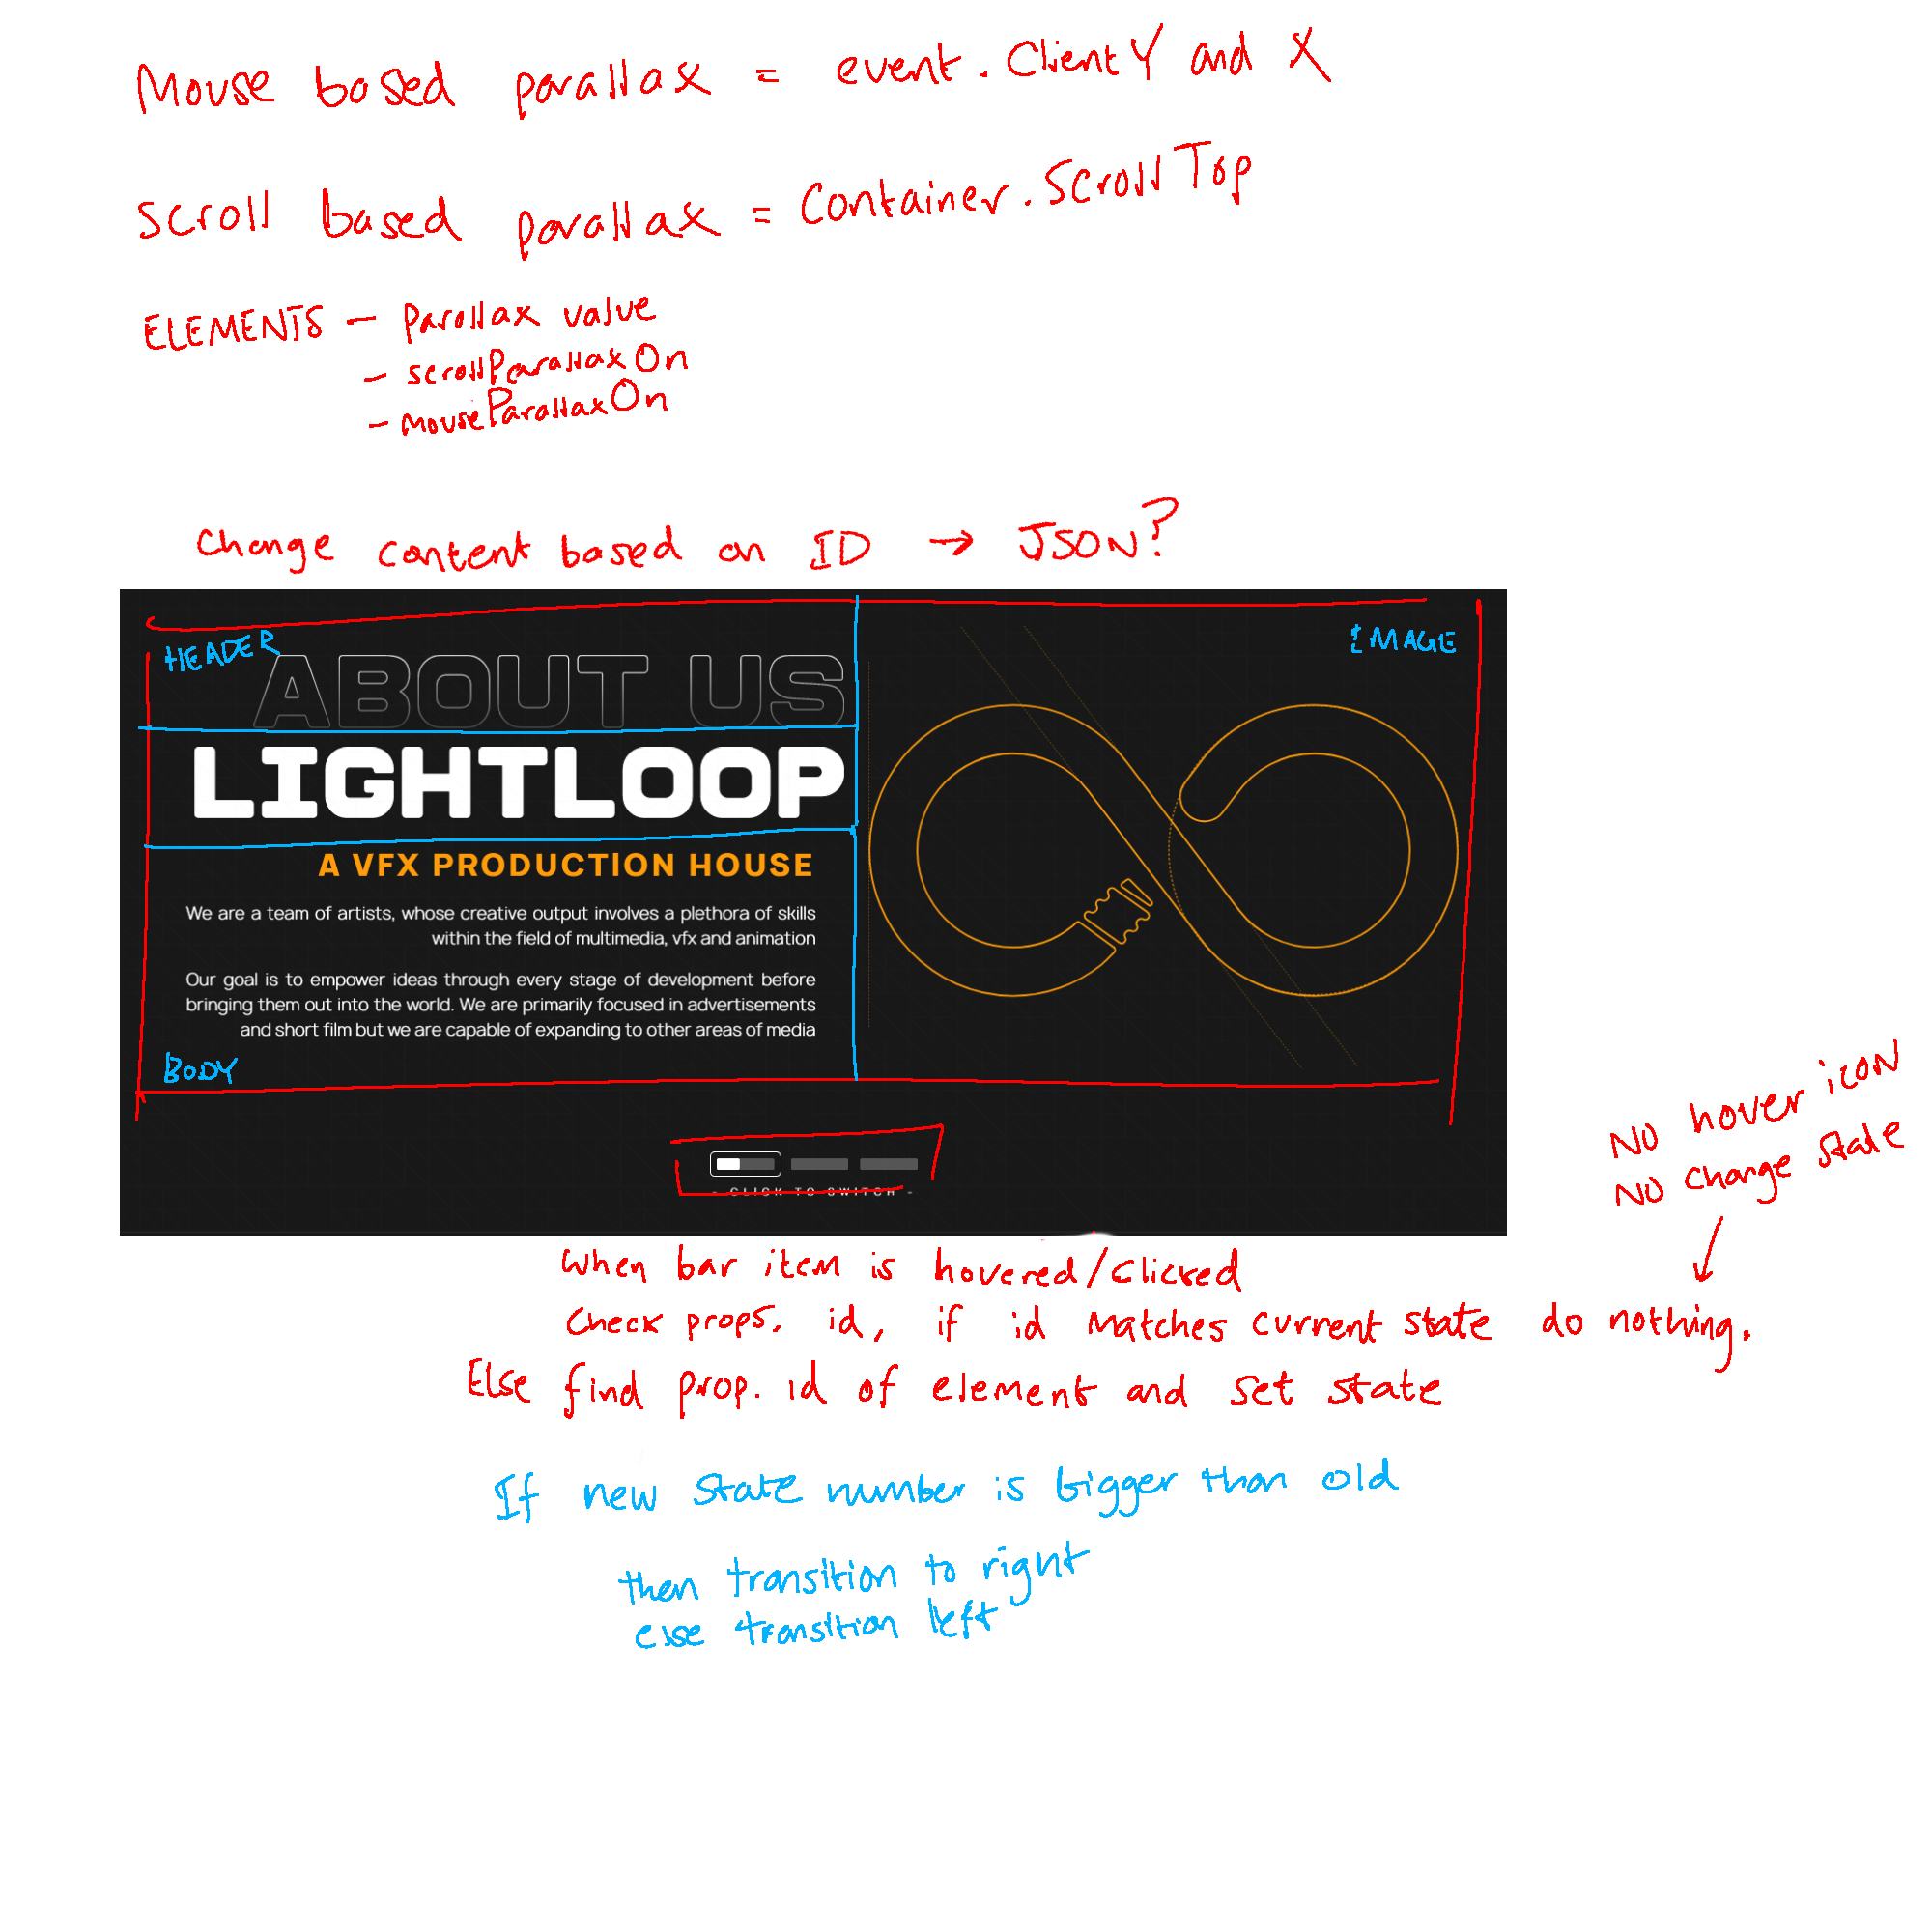 Mouse based parallax = event.ClientY and X
scroll based parallax = Container.ScrollTop
ELEMENTS - parallax value
- scrollParallaxOn
- mouseParallaxOn
Change content based on ID → JSON?
HEADER
IMAGE
ABOUT US
LIGHTLOOP
A VFX PRODUCTION HOUSE
We are a team of artists, whose creative output involves a plethora of skills
within the field of multimedia, vfx and animation
Our goal is to empower ideas through every stage of development before
bringing them out into the world. We are primarily focused in advertisements
and short film but we are capable of expanding to other areas of media
BODY
- CLICK TO SWITCH -
NO hover icon
NO change state
When bar item is hovered/clicked
Check props. id, if id matches current state do nothing.
Else find prop. id of element and set state
If new state number is bigger than old
then transition to right
else transition left